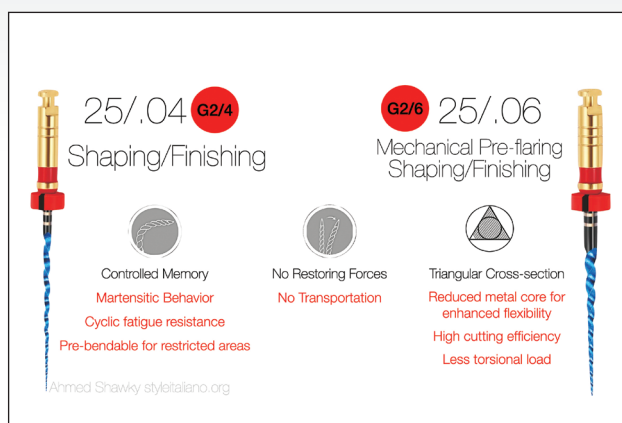 25/.04 G2/4
Shaping/Finishing
G2/6 25/.06
Mechanical Pre-flaring
Shaping/Finishing
Controlled Memory
Martensitic Behavior
Cyclic fatigue resistance
Pre-bendable for restricted areas
No Restoring Forces
No Transportation
Triangular Cross-section
Reduced metal core for
enhanced flexibility
High cutting efficiency
Less torsional load
Ahmed Shawky styleitaliano.org